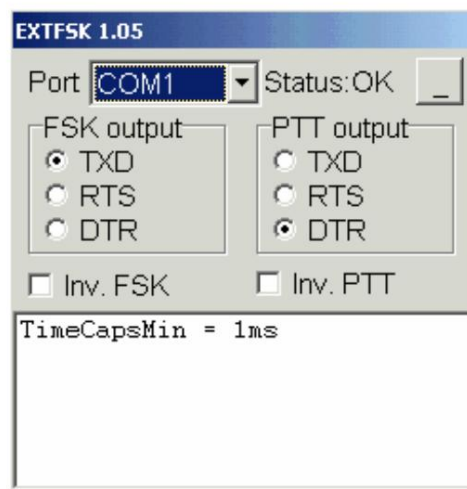 EXTFSK 1.05
Port COM1 Status:OK _
FSK output PTT output
TXD TXD
RTS RTS
DTR DTR
Inv. FSK Inv. PTT
TimeCapsMin = 1ms